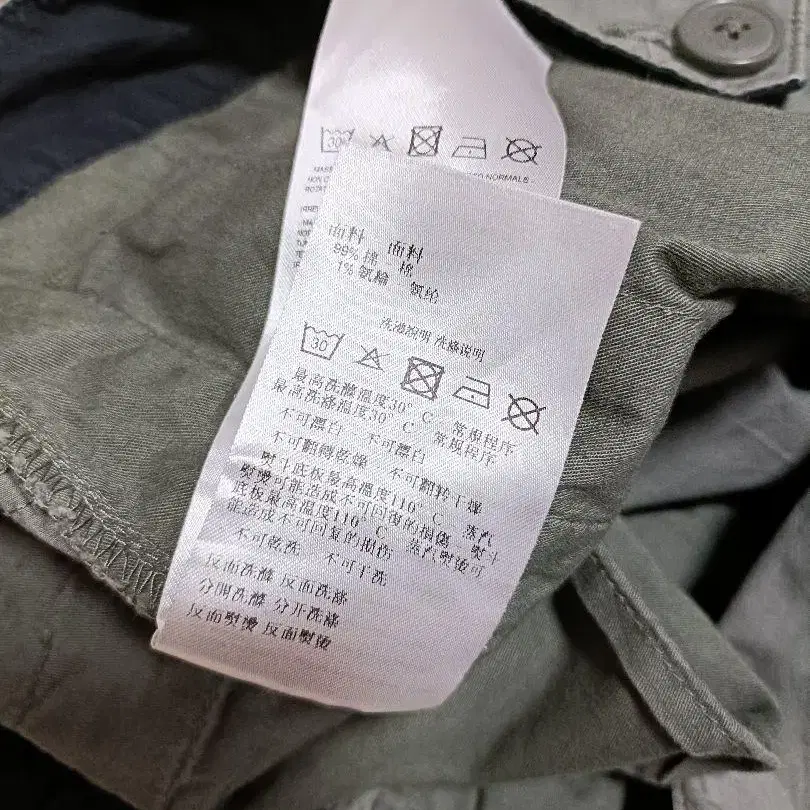 30
NORMALE
面料 面料
99% 棉 棉
1% 氨綸 氨纶
洗滌說明 洗涤说明
30
最高洗滌溫度30° C 常規程序
最高洗涤温度30° C 常规程序
不可漂白 不可漂白
不可翻轉乾燥 不可翻转干燥
熨斗底板最高溫度110° C 蒸汽
熨燙可能造成不可回復的損傷 熨斗
底板最高温度110° C 蒸汽熨烫可
能造成不可回复的损伤
不可乾洗 不可干洗
反面洗滌 反面洗涤
分開洗滌 分开洗涤
反面熨燙 反面熨烫